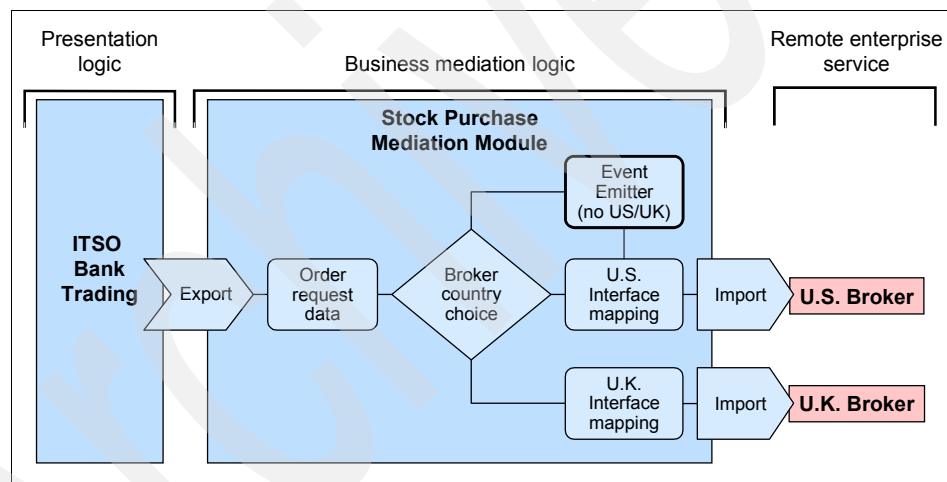 Presentation
logic
Business mediation logic
Remote enterprise
service
Stock Purchase
Mediation Module
Event
Emitter
(no US/UK)
ITSO
Bank
Trading
Export
Order
request
data
Broker
country
choice
U.S.
Interface
mapping
Import
U.S. Broker
U.K.
Interface
mapping
Import
U.K. Broker